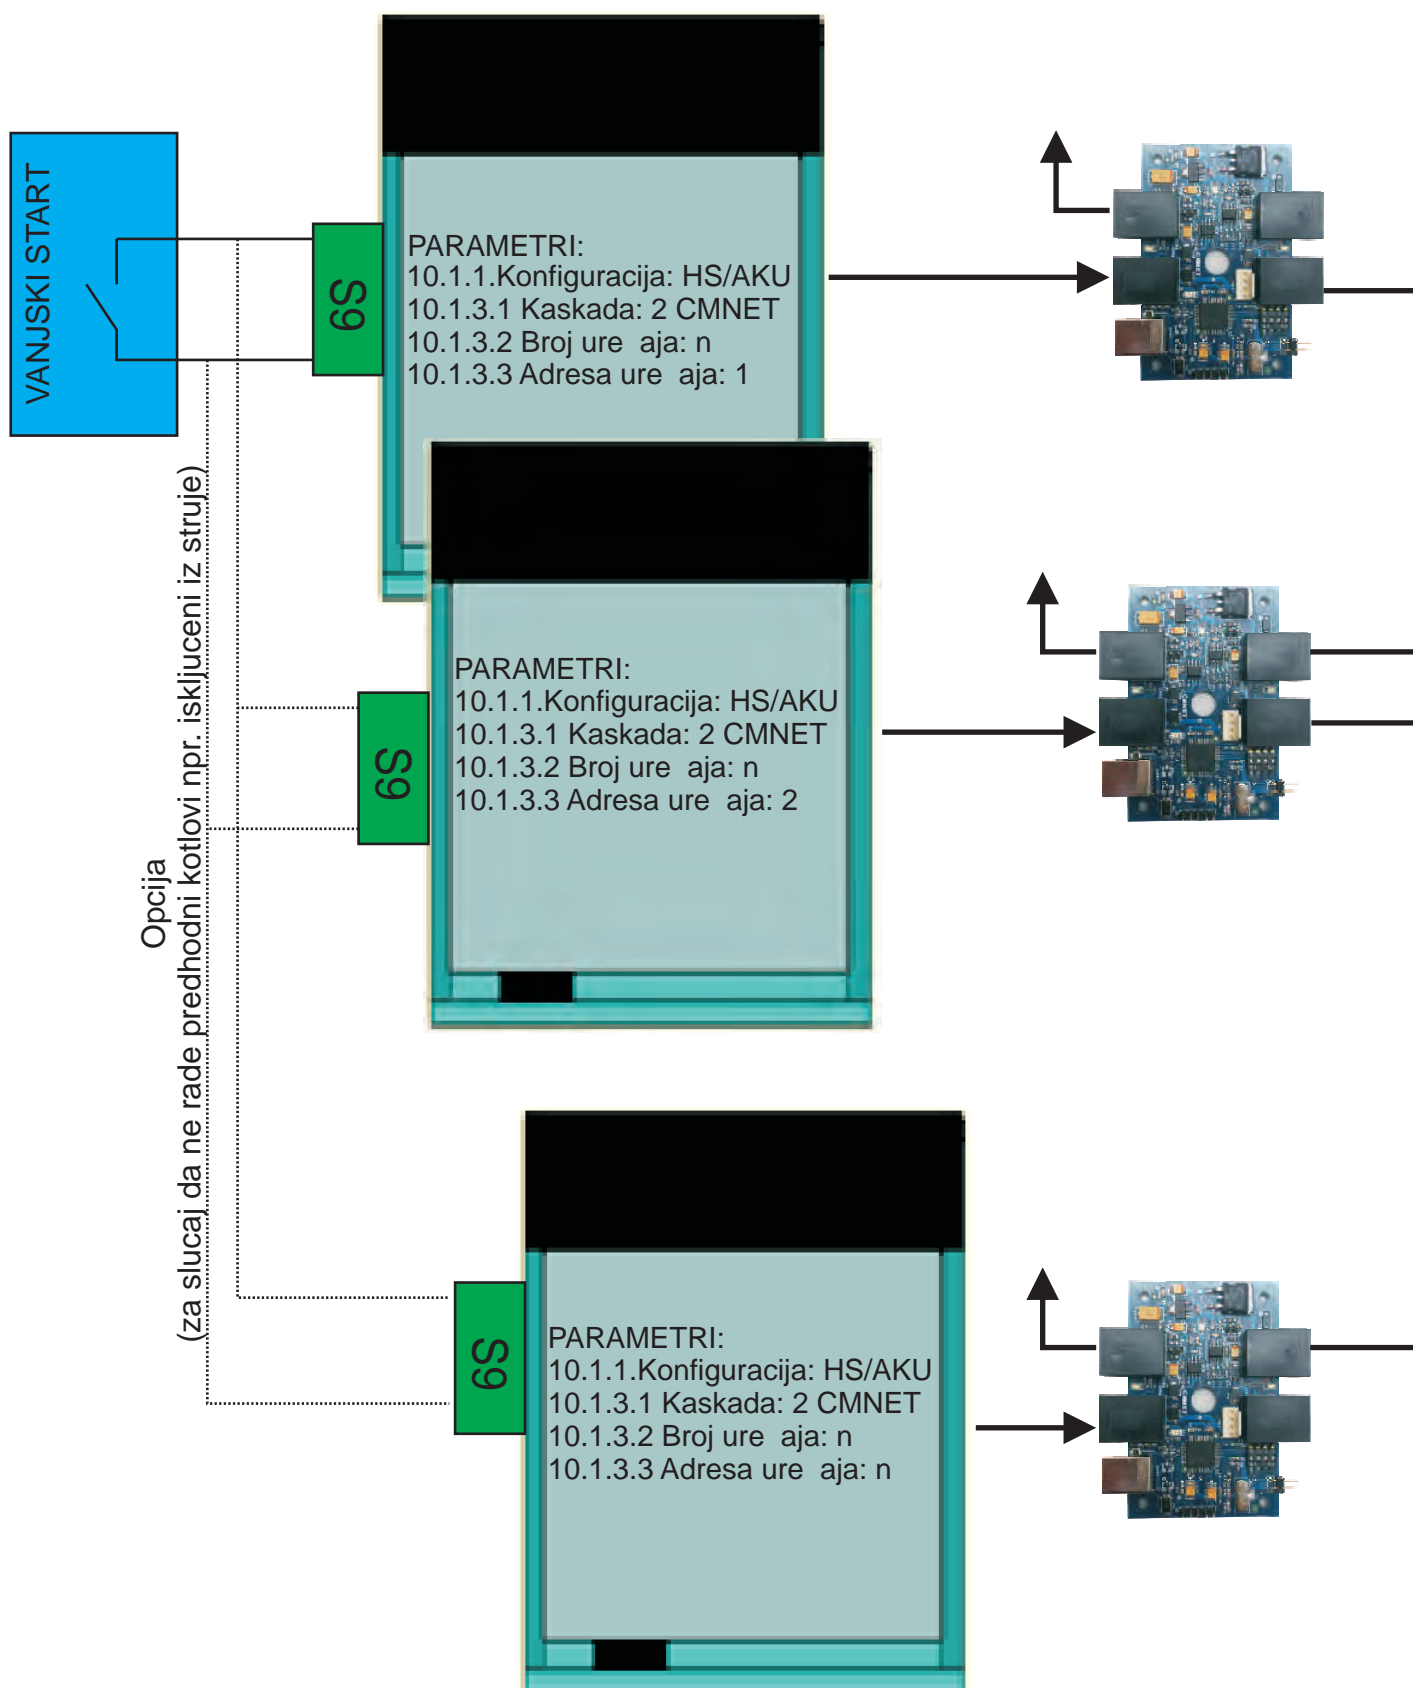 VANJSKI START
S9
PARAMETRI:
10.1.1.Konfiguracija: HS/AKU
10.1.3.1 Kaskada: 2 CMNET
10.1.3.2 Broj ure  aja: n
10.1.3.3 Adresa ure  aja: 1
Opcija
(za slucaj da ne rade predhodni kotlovi npr. iskljuceni iz struje)
S9
PARAMETRI:
10.1.1.Konfiguracija: HS/AKU
10.1.3.1 Kaskada: 2 CMNET
10.1.3.2 Broj ure  aja: n
10.1.3.3 Adresa ure  aja: 2
S9
PARAMETRI:
10.1.1.Konfiguracija: HS/AKU
10.1.3.1 Kaskada: 2 CMNET
10.1.3.2 Broj ure  aja: n
10.1.3.3 Adresa ure  aja: n